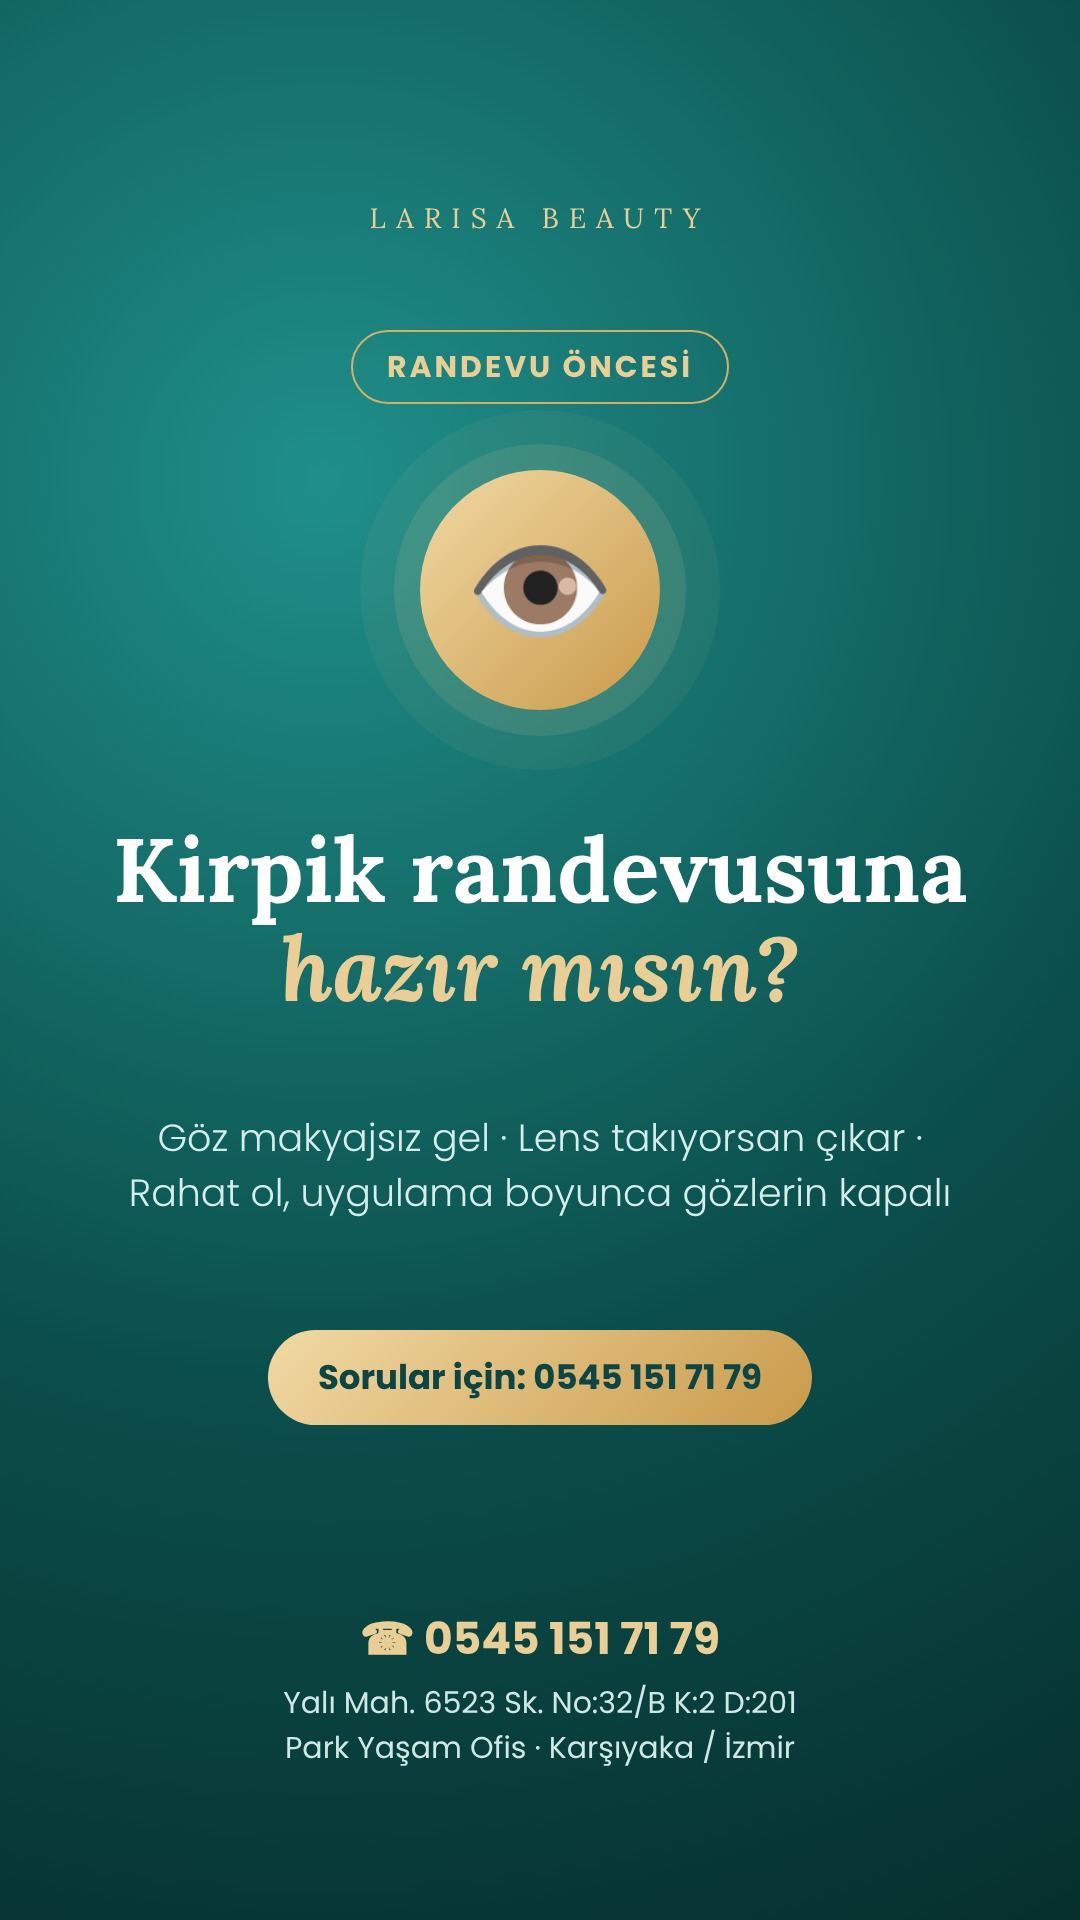 LARISA BEAUTY
RANDEVU ÖNCESİ
Kirpik randevusuna
hazır mısın?
Göz makyajsız gel · Lens takıyorsan çıkar ·
Rahat ol, uygulama boyunca gözlerin kapalı
Sorular için: 0545 151 71 79
☎ 0545 151 71 79
Yalı Mah. 6523 Sk. No:32/B K:2 D:201
Park Yaşam Ofis · Karşıyaka / İzmir